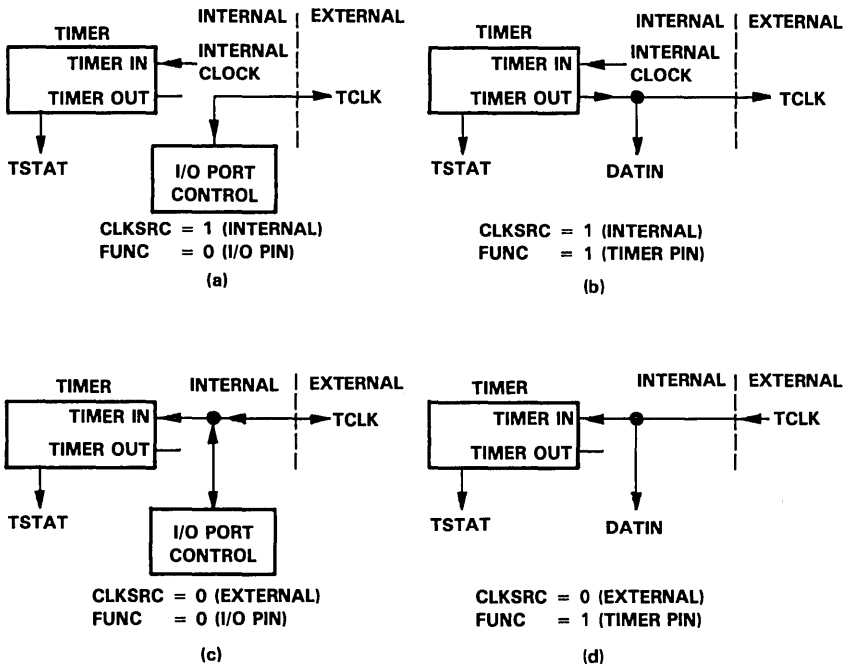 INTERNAL | EXTERNAL
TIMER
TIMER IN
INTERNAL
CLOCK
TIMER OUT
TCLK
TSTAT
I/O PORT
CONTROL
CLKSRC = 1 (INTERNAL)
FUNC = 0 (I/O PIN)
(a)
INTERNAL | EXTERNAL
TIMER
TIMER IN
INTERNAL
CLOCK
TIMER OUT
TCLK
TSTAT
DATIN
CLKSRC = 1 (INTERNAL)
FUNC = 1 (TIMER PIN)
(b)
INTERNAL | EXTERNAL
TIMER
TIMER IN
TCLK
TIMER OUT
TSTAT
I/O PORT
CONTROL
CLKSRC = 0 (EXTERNAL)
FUNC = 0 (I/O PIN)
(c)
INTERNAL | EXTERNAL
TIMER
TIMER IN
TCLK
TIMER OUT
TSTAT
DATIN
CLKSRC = 0 (EXTERNAL)
FUNC = 1 (TIMER PIN)
(d)